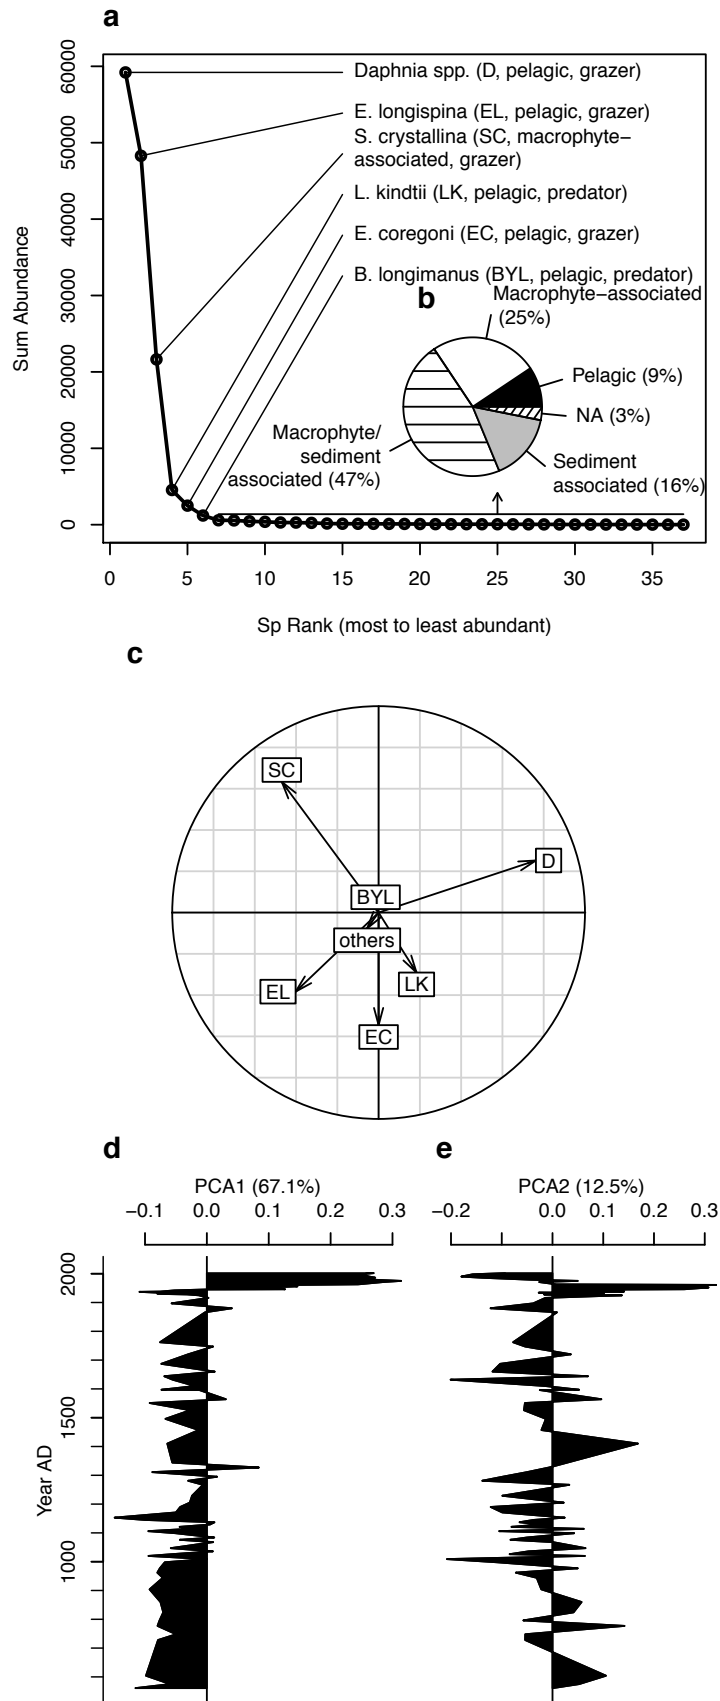 a
60000
50000
40000
30000
20000
10000
0
Sum Abundance
Daphnia spp. (D, pelagic, grazer)
E. longispina (EL, pelagic, grazer)
S. crystallina (SC, macrophyte−
associated, grazer)
L. kindtii (LK, pelagic, predator)
E. coregoni (EC, pelagic, grazer)
B. longimanus (BYL, pelagic, predator)
b
Macrophyte−associated
(25%)
Pelagic (9%)
NA (3%)
Sediment
associated (16%)
Macrophyte/
sediment
associated (47%)
0 5 10 15 20 25 30 35
Sp Rank (most to least abundant)
c
SC
D
BYL
others
EL
LK
EC
d
PCA1 (67.1%)
−0.1 0.0 0.1 0.2 0.3
e
PCA2 (12.5%)
−0.2 0.0 0.1 0.2 0.3
2000
1500
1000
Year AD